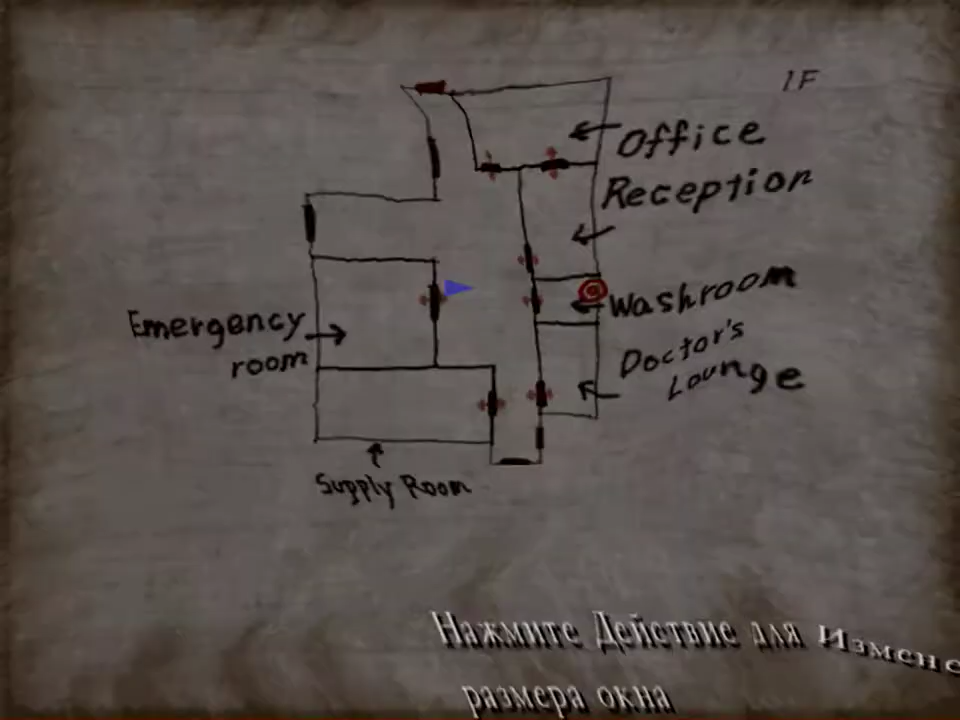 1F
Office
Reception
Washroom
Emergency
room
Doctor's
Lounge
Supply Room
Нажмите Действие для Измене
размера окна